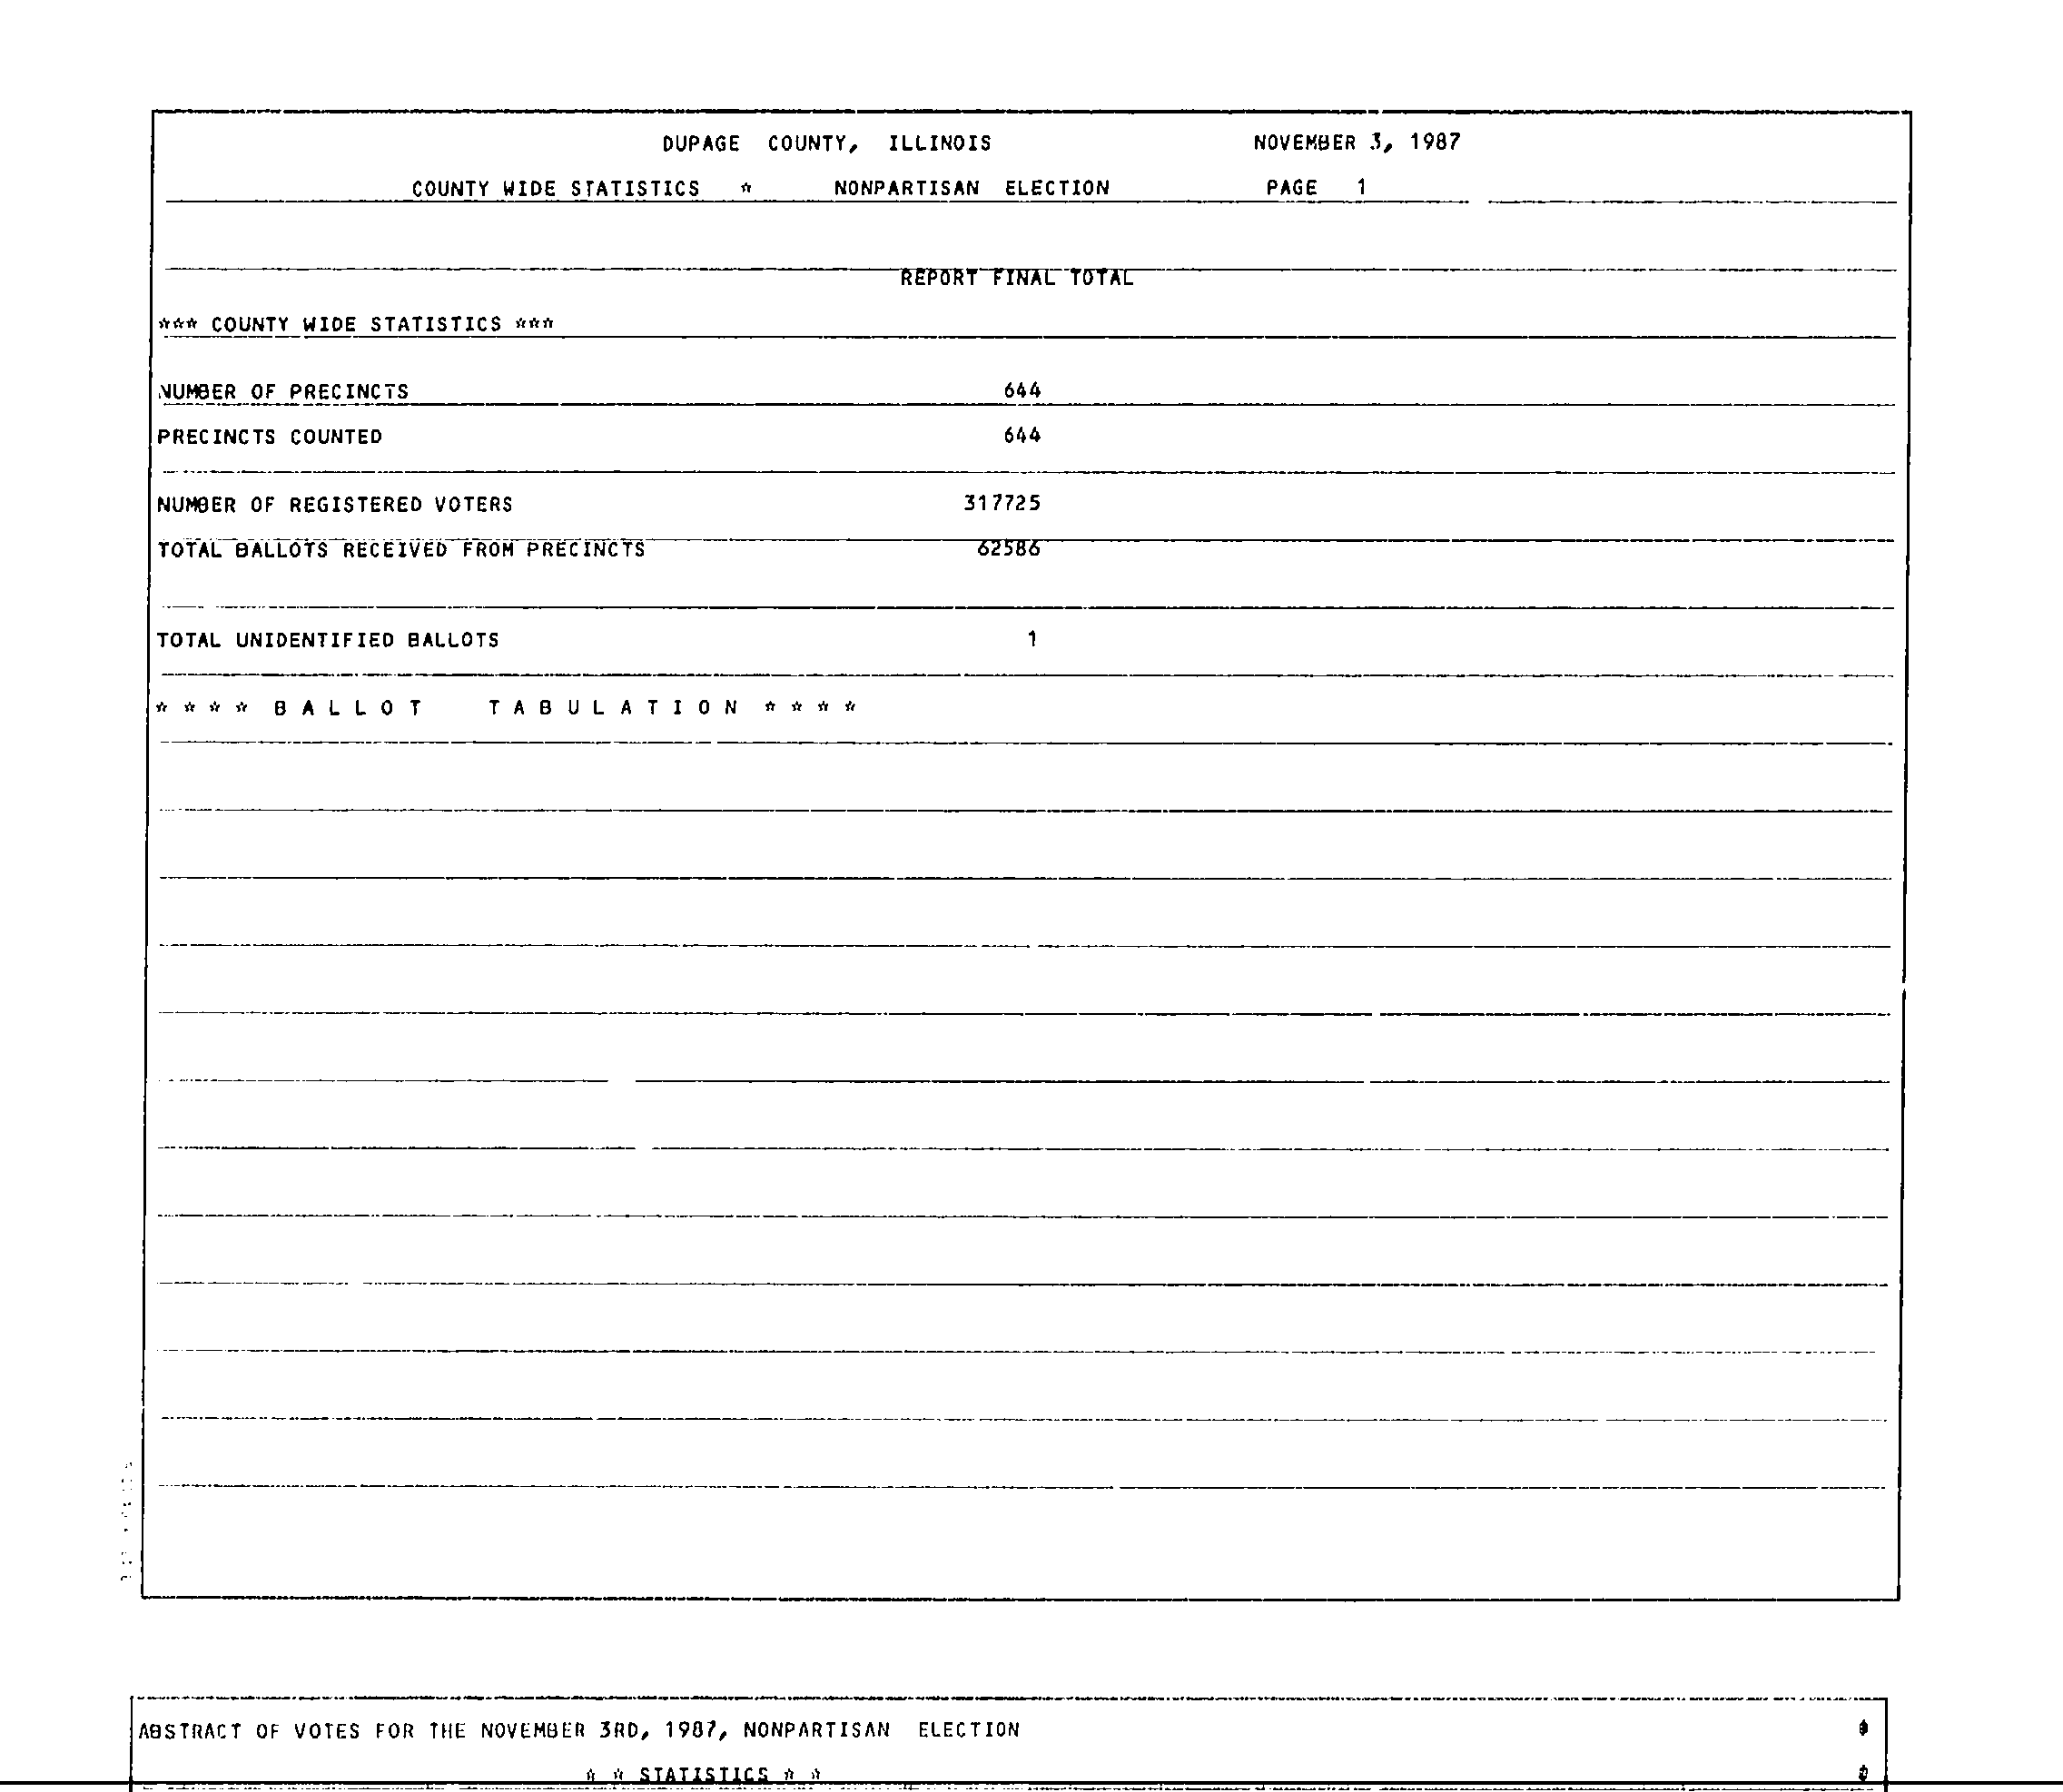 DUPAGE COUNTY, ILLINOIS NOVEMBER 3, 1987
COUNTY WIDE STATISTICS * NONPARTISAN ELECTION PAGE 1
REPORT FINAL TOTAL
*** COUNTY WIDE STATISTICS ***
NUMBER OF PRECINCTS 644
PRECINCTS COUNTED 644
NUMBER OF REGISTERED VOTERS 317725
TOTAL BALLOTS RECEIVED FROM PRECINCTS 62586
TOTAL UNIDENTIFIED BALLOTS 1
* * * * B A L L O T T A B U L A T I O N * * * *
ABSTRACT OF VOTES FOR THE NOVEMBER 3RD, 1987, NONPARTISAN ELECTION
* * STATISTICS * *